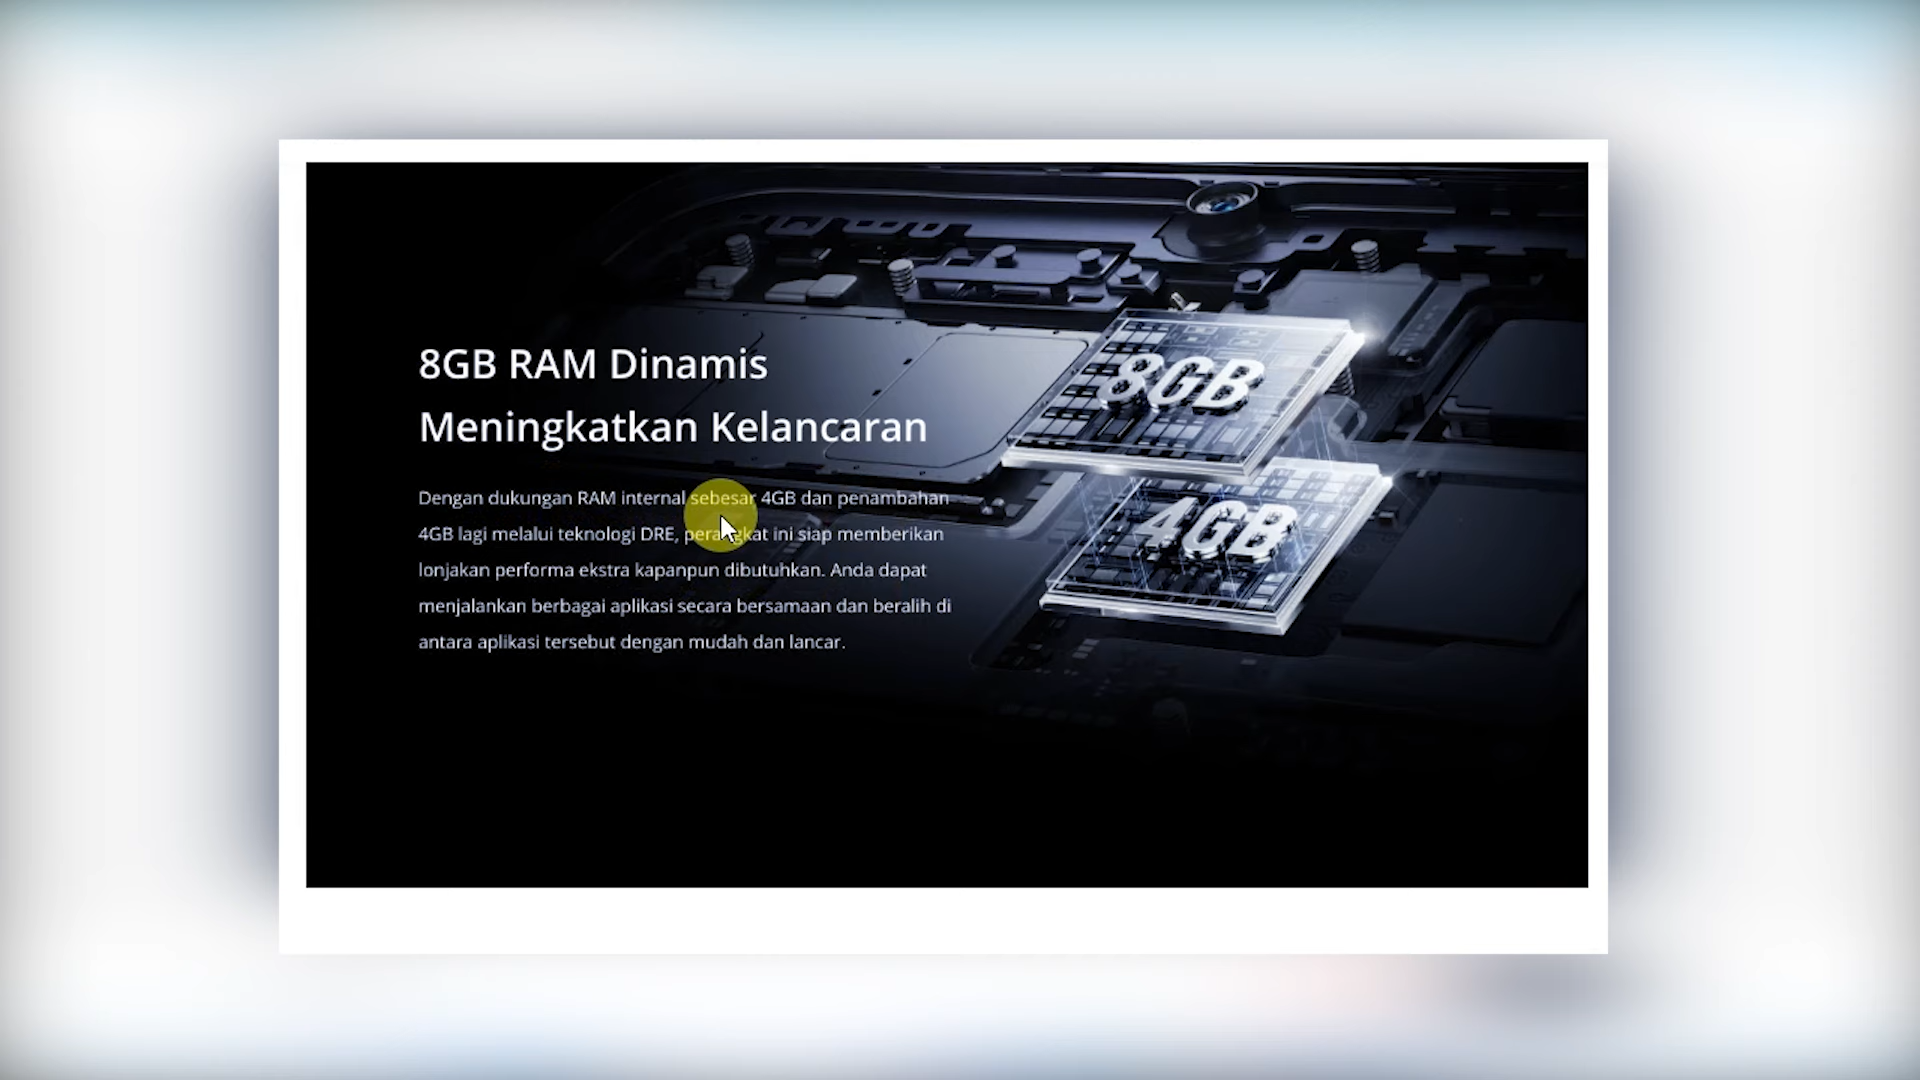 8GB RAM Dinamis
Meningkatkan Kelancaran
Dengan dukungan RAM internal sebesar 4GB dan penambahan
4GB lagi melalui teknologi DRE, perangkat ini siap memberikan
lonjakan performa ekstra kapanpun dibutuhkan. Anda dapat
menjalankan berbagai aplikasi secara bersamaan dan beralih di
antara aplikasi tersebut dengan mudah dan lancar.
8GB
4GB